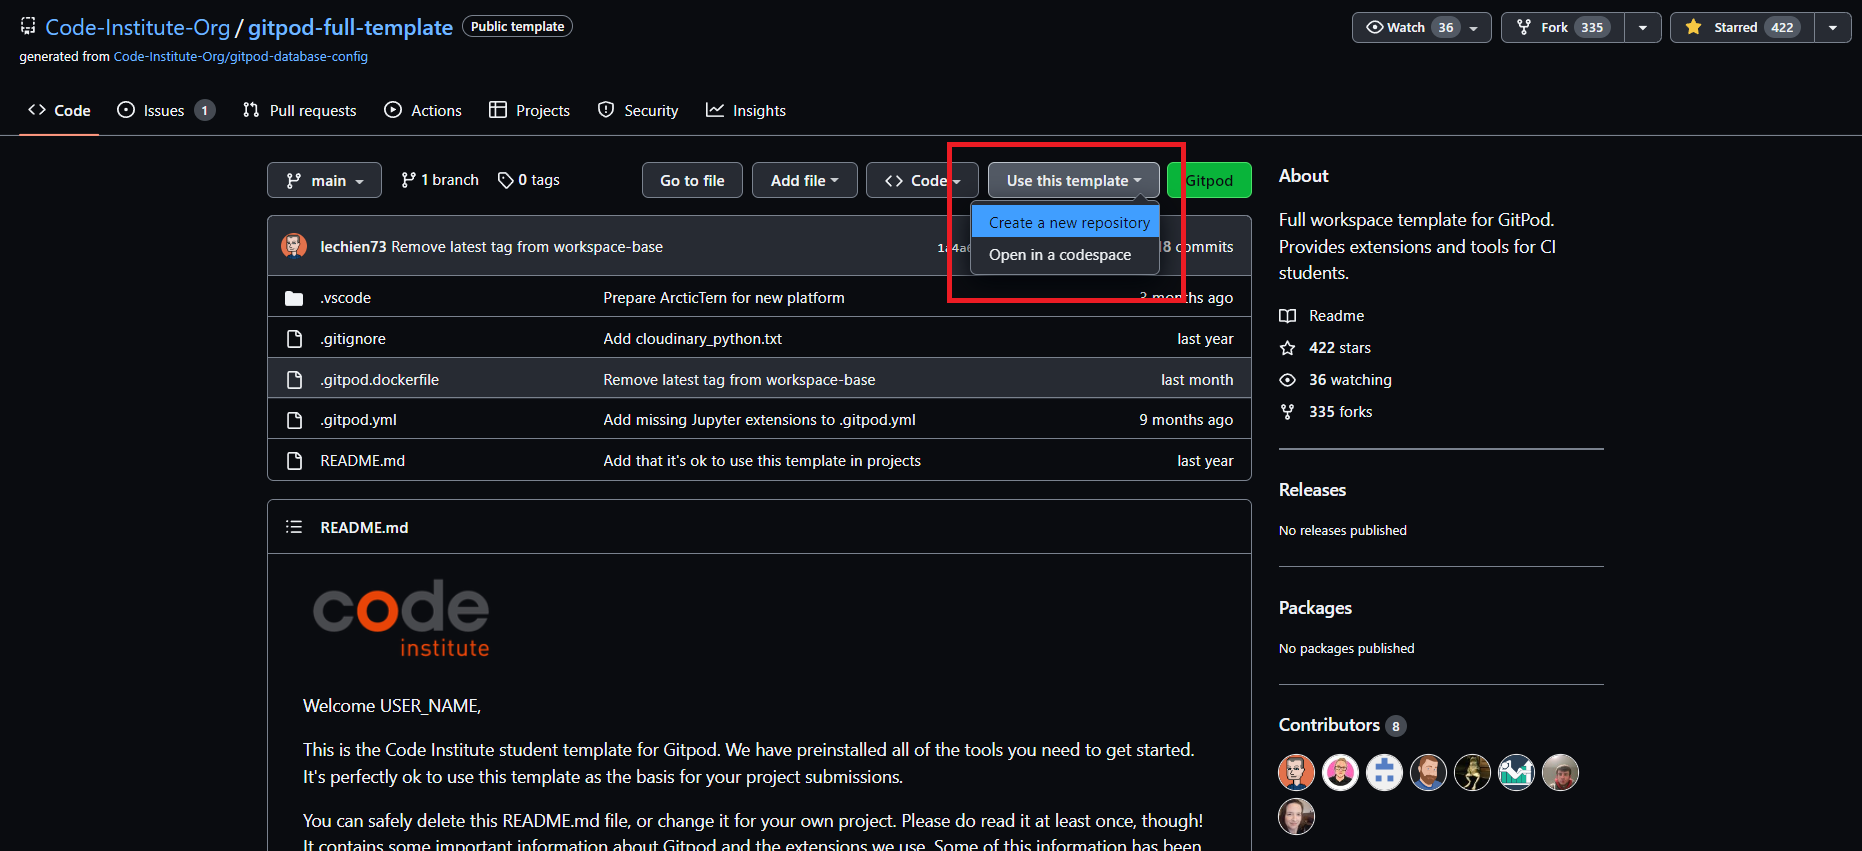 Code-Institute-Org / gitpod-full-template Public template
Watch 36 Fork 335 Starred 422
generated from Code-Institute-Org/gitpod-database-config
Code Issues 1 Pull requests Actions Projects Security Insights
main 1 branch 0 tags Go to file Add file Code Use this template Gitpod
Create a new repository
Open in a codespace
lechien73 Remove latest tag from workspace-base commits
.vscode Prepare ArcticTern for new platform 3 months ago
.gitignore Add cloudinary_python.txt last year
.gitpod.dockerfile Remove latest tag from workspace-base last month
.gitpod.yml Add missing Jupyter extensions to .gitpod.yml 9 months ago
README.md Add that it's ok to use this template in projects last year
README.md
code
institute
Welcome USER_NAME,
This is the Code Institute student template for Gitpod. We have preinstalled all of the tools you need to get started.
It's perfectly ok to use this template as the basis for your project submissions.
You can safely delete this README.md file, or change it for your own project. Please do read it at least once, though!
It contains some important information about Gitpod and the extensions we use. Some of this information has been
About
Full workspace template for GitPod.
Provides extensions and tools for CI
students.
Readme
422 stars
36 watching
335 forks
Releases
No releases published
Packages
No packages published
Contributors 8